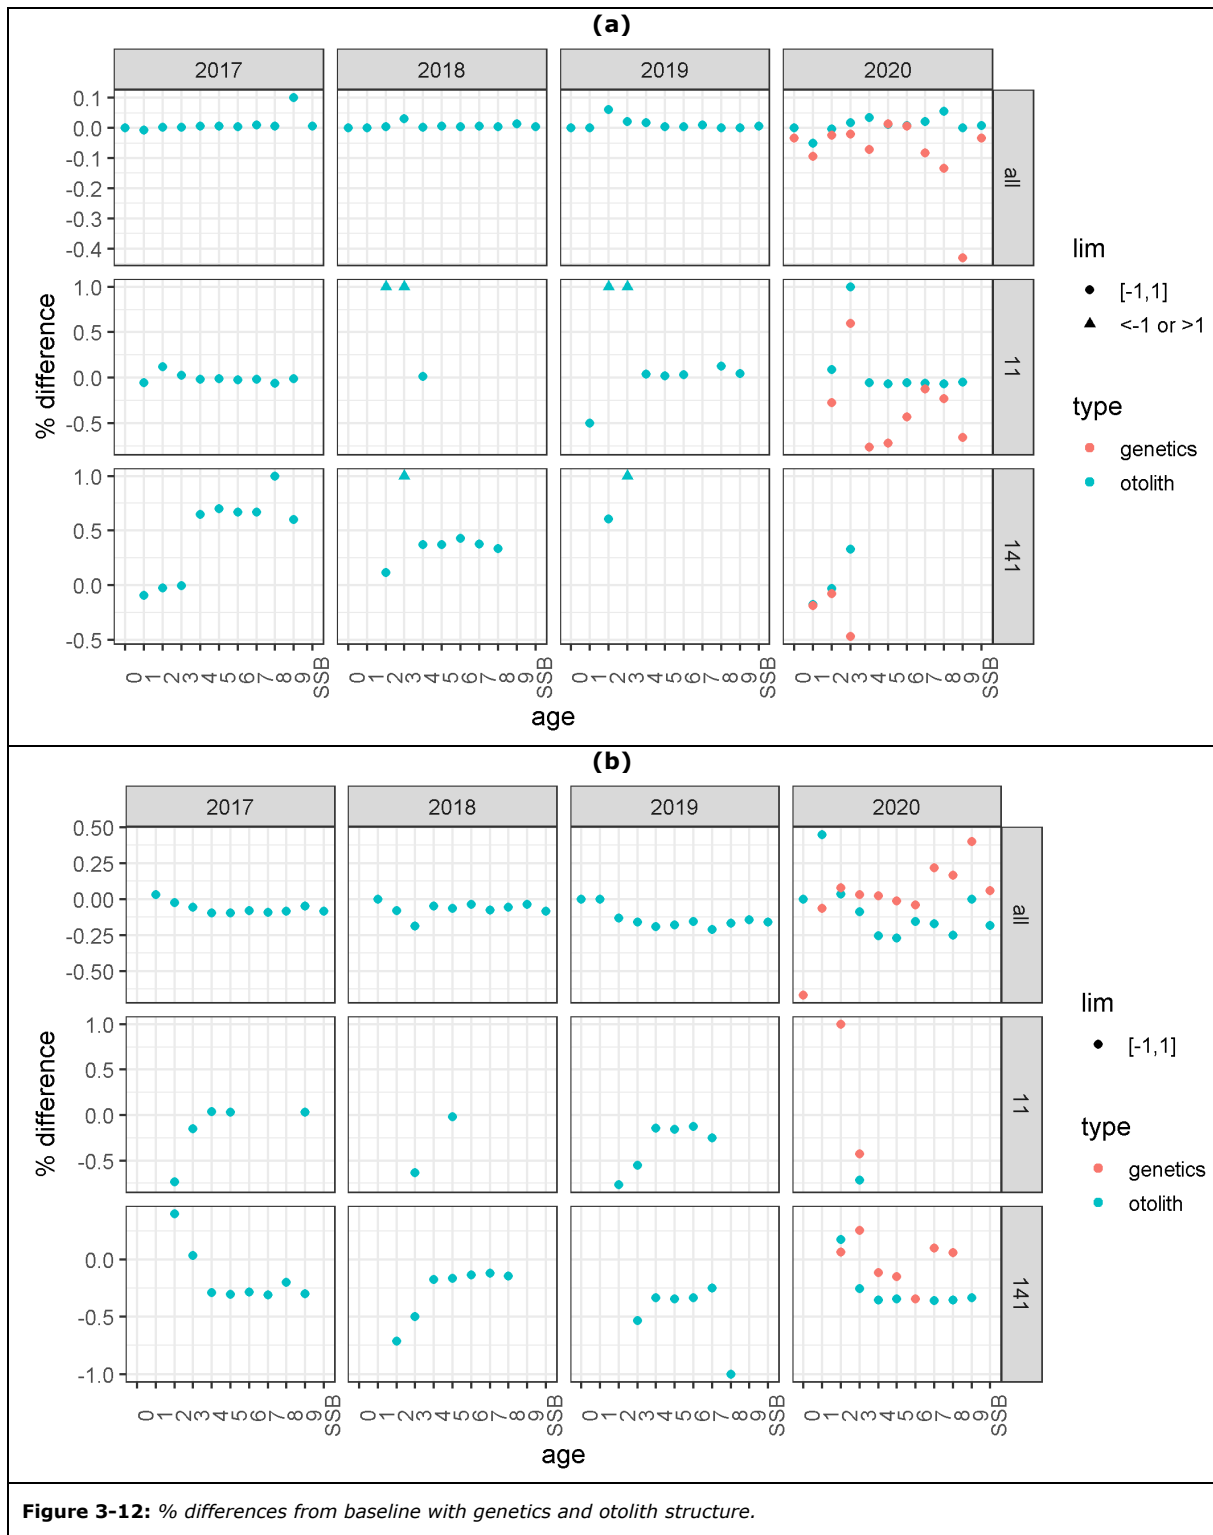 (a)
2017 2018 2019 2020
0.1
0.0
-0.1
-0.2
-0.3
-0.4
all
1.0
0.5
0.0
-0.5
11
1.0
0.5
0.0
-0.5
141
% difference
0 1 2 3 4 5 6 7 8 9 SSB 0 1 2 3 4 5 6 7 8 9 SSB 0 1 2 3 4 5 6 7 8 9 SSB 0 1 2 3 4 5 6 7 8 9 SSB
age
lim
[-1,1]
<-1 or >1
type
genetics
otolith
(b)
2017 2018 2019 2020
0.50
0.25
0.00
-0.25
-0.50
all
1.0
0.5
0.0
-0.5
11
0.0
-0.5
-1.0
141
% difference
0 1 2 3 4 5 6 7 8 9 SSB 0 1 2 3 4 5 6 7 8 9 SSB 0 1 2 3 4 5 6 7 8 9 SSB 0 1 2 3 4 5 6 7 8 9 SSB
age
lim
[-1,1]
type
genetics
otolith
Figure 3-12: % differences from baseline with genetics and otolith structure.